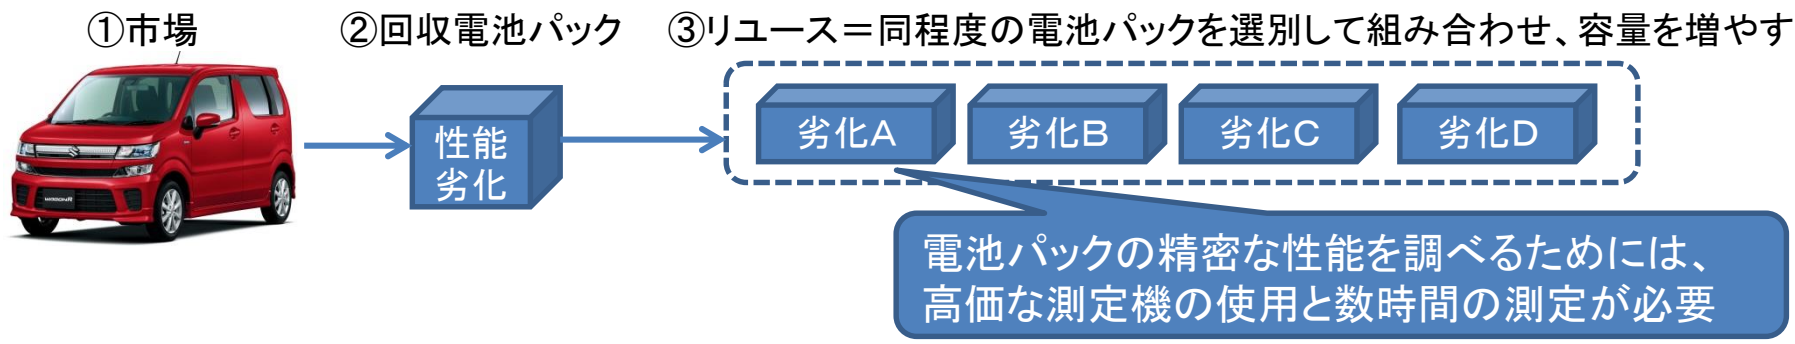 ①市場
②回収電池パック
③リユース＝同程度の電池パックを選別して組み合わせ、容量を増やす
性能
劣化
劣化A
劣化B
劣化C
劣化D
電池パックの精密な性能を調べるためには、
高価な測定機の使用と数時間の測定が必要